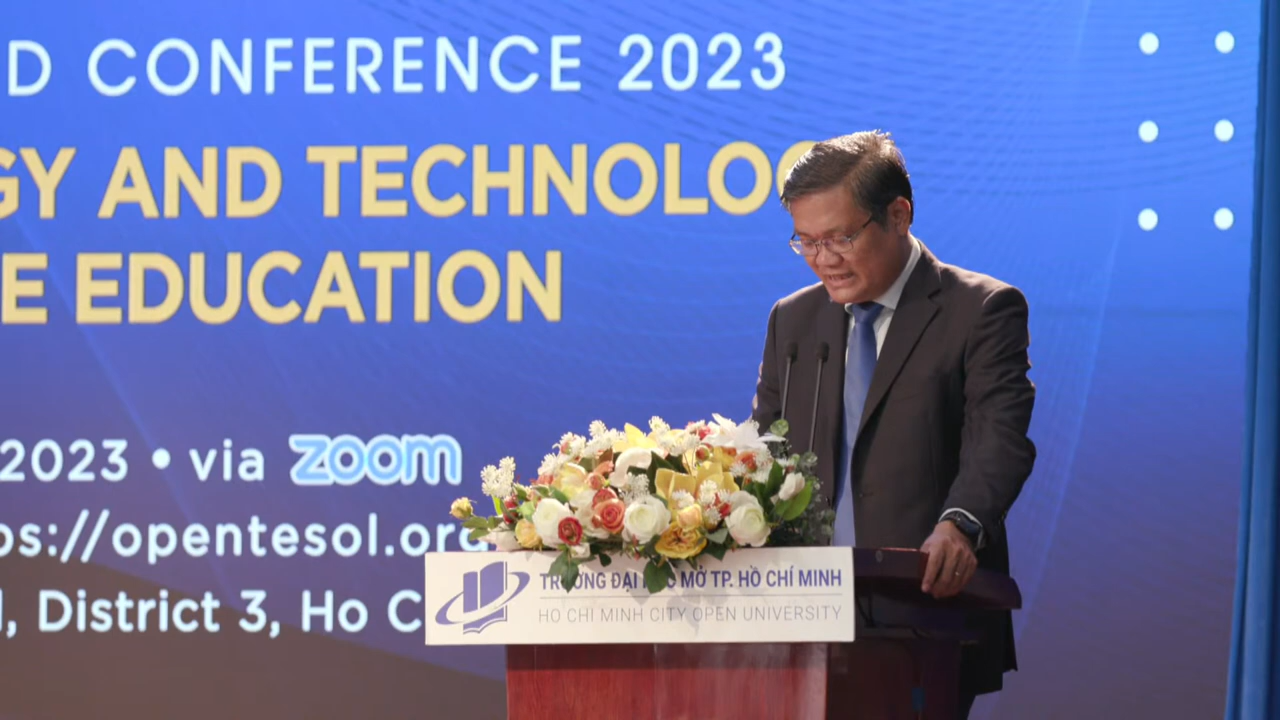 D CONFERENCE 2023
GY AND TECHNOLOG
E EDUCATION
2023 • via zoom
ps://opentesol.org
, District 3, Ho C
TRƯỜNG ĐẠI HỌC MỞ TP. HỒ CHÍ MINH
HO CHI MINH CITY OPEN UNIVERSITY